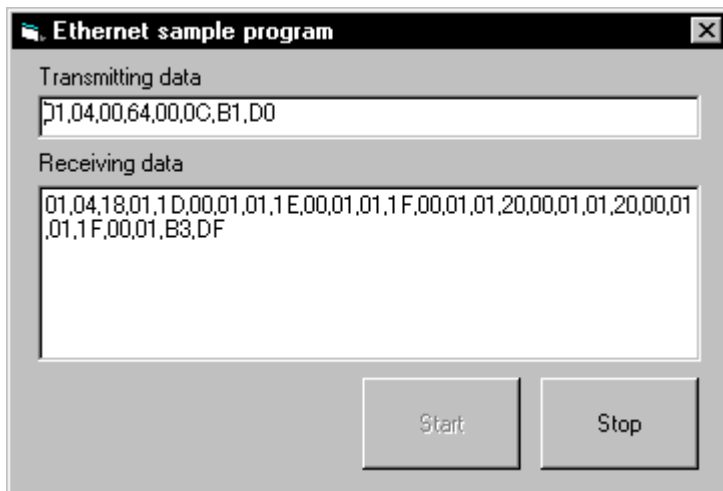 Ethernet sample program
Transmitting data
01,04,00,64,00,0C,B1,D0
Receiving data
01,04,18,01,1D,00,01,01,1E,00,01,01,1F,00,01,01,20,00,01,01,20,00,01
,01,1F,00,01,B3,DF
Start
Stop